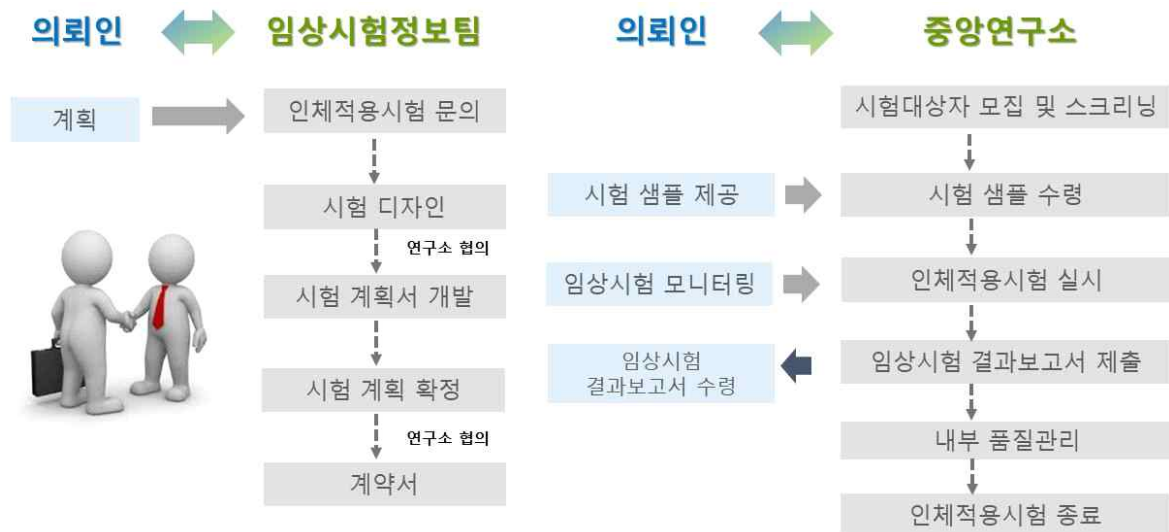 의뢰인
임상시험정보팀
계획
인체적용시험 문의
시험 디자인
연구소 협의
시험 계획서 개발
시험 계획 확정
연구소 협의
계약서
의뢰인
중앙연구소
시험대상자 모집 및 스크리닝
시험 샘플 제공
시험 샘플 수령
임상시험 모니터링
인체적용시험 실시
임상시험
결과보고서 수령
임상시험 결과보고서 제출
내부 품질관리
인체적용시험 종료